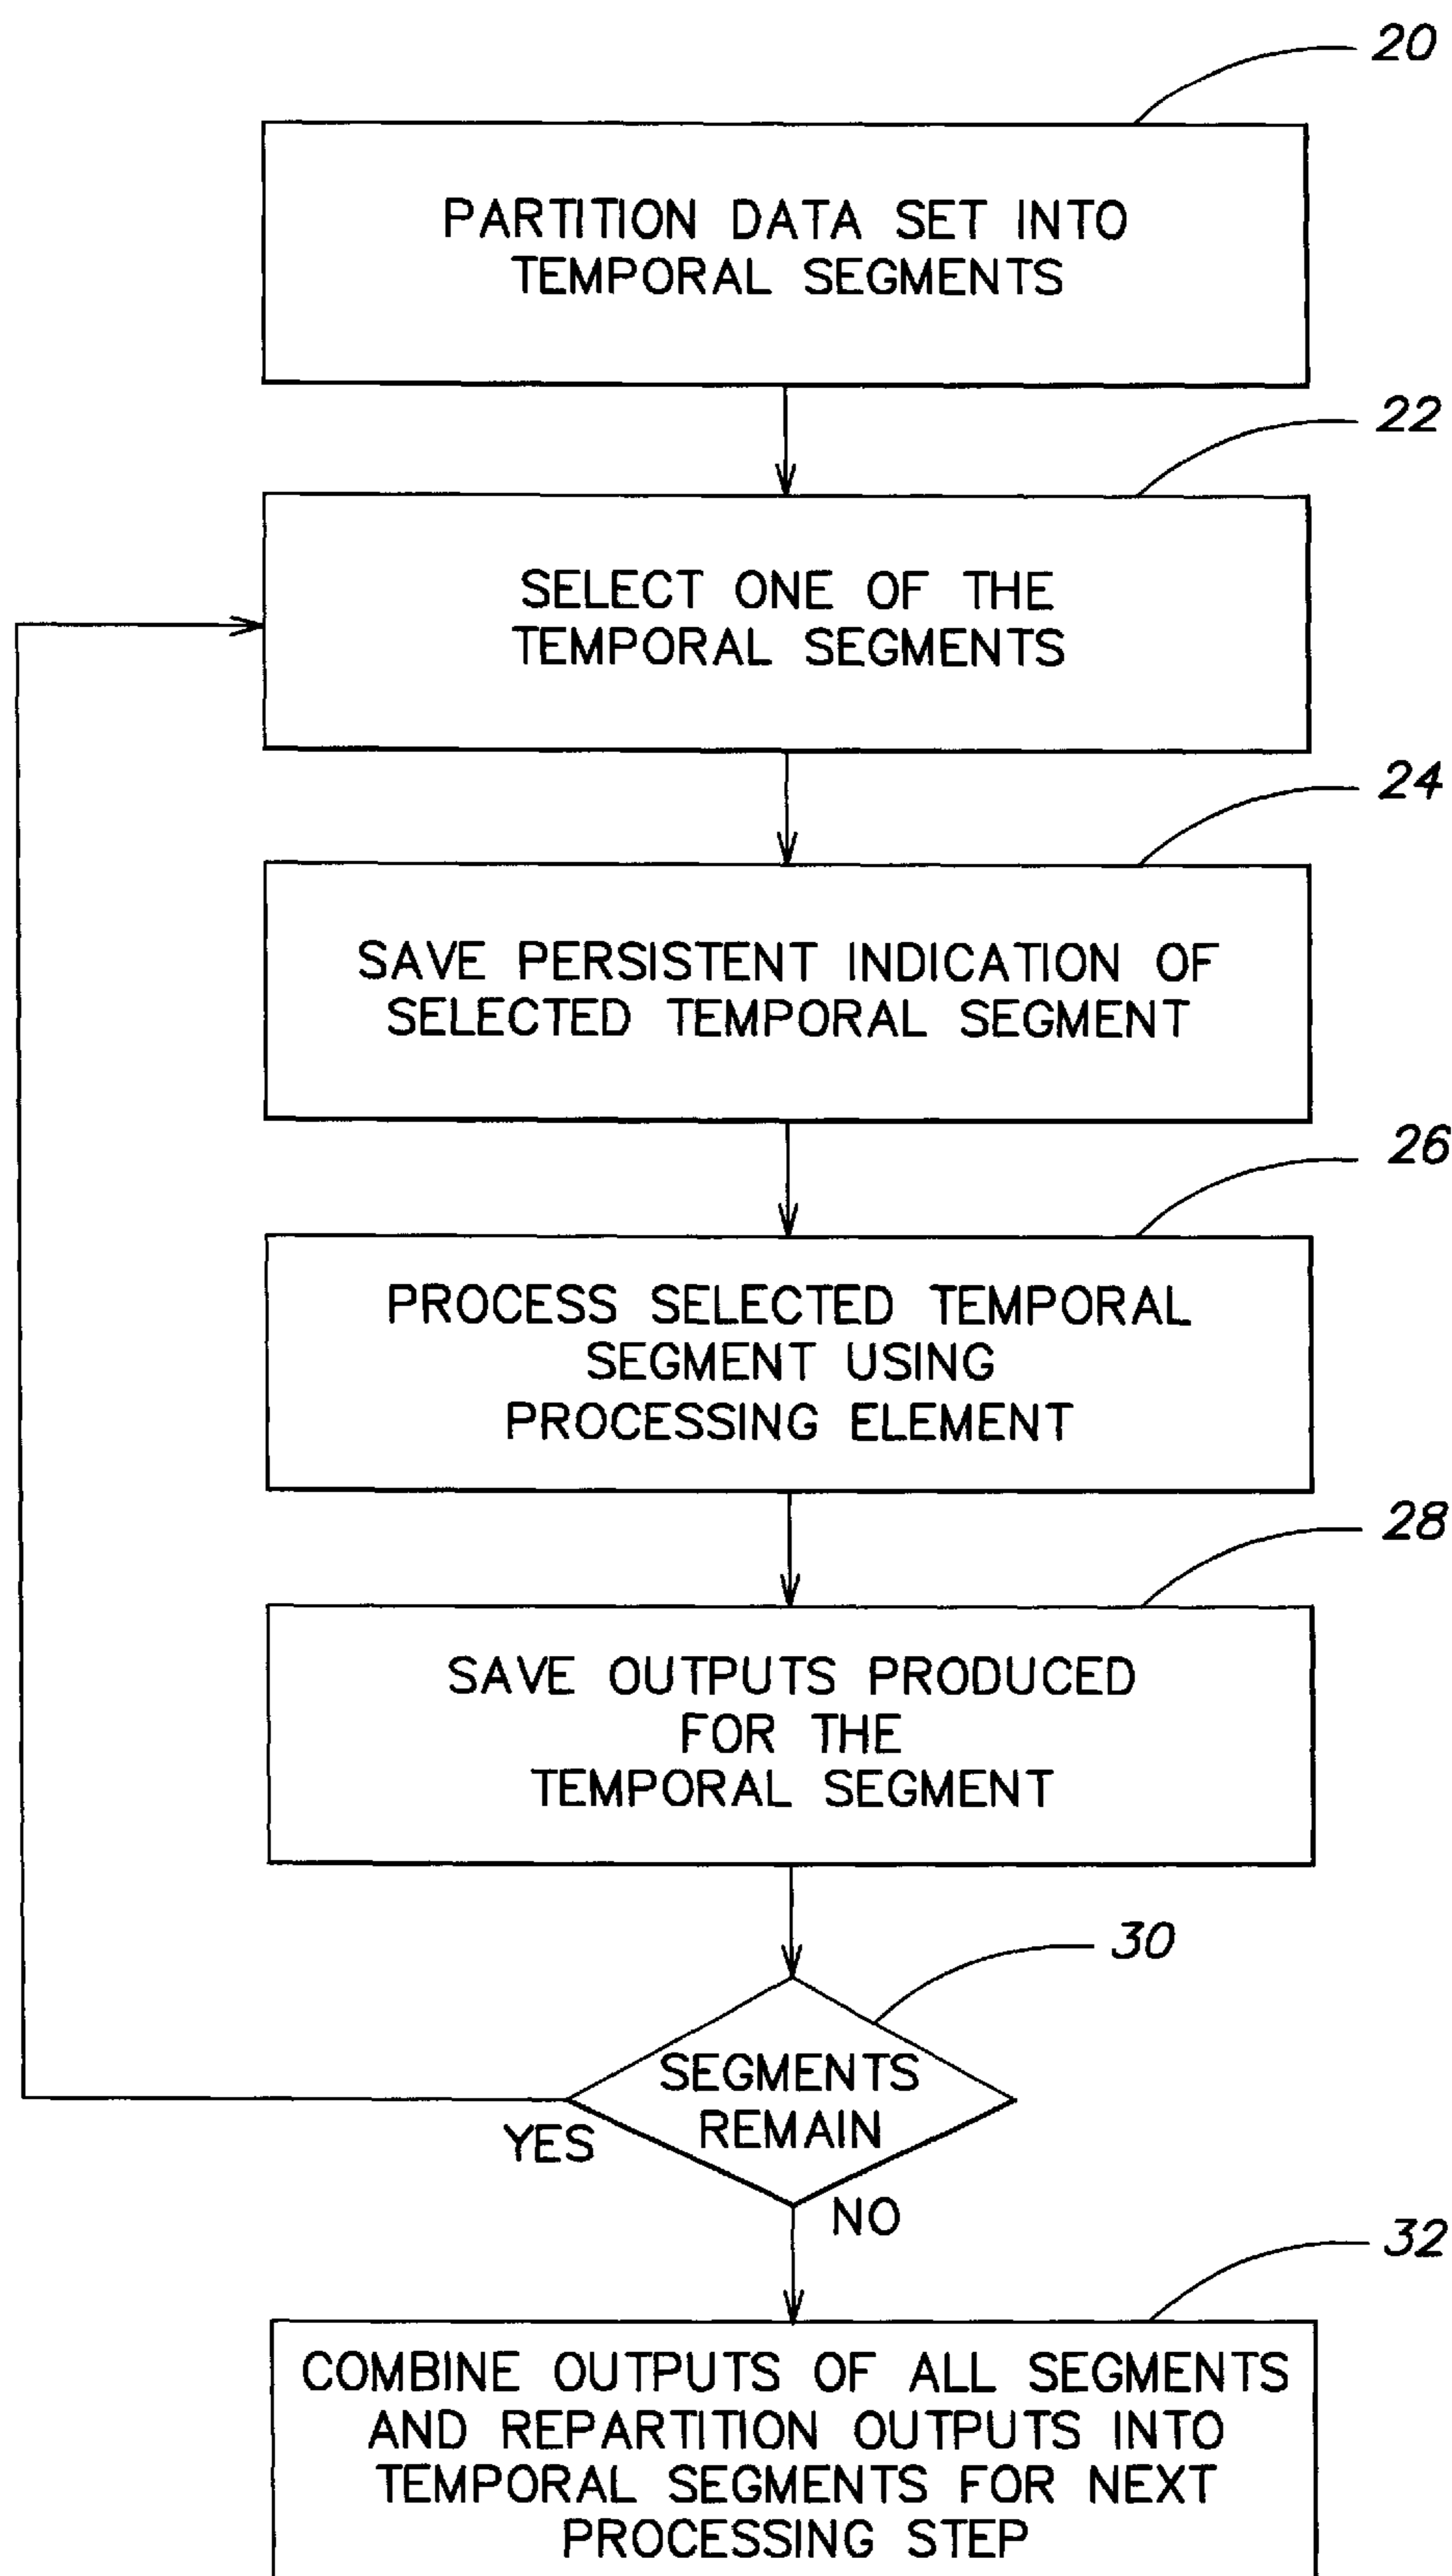 20
PARTITION DATA SET INTO
TEMPORAL SEGMENTS
22
SELECT ONE OF THE
TEMPORAL SEGMENTS
24
SAVE PERSISTENT INDICATION OF
SELECTED TEMPORAL SEGMENT
26
PROCESS SELECTED TEMPORAL
SEGMENT USING
PROCESSING ELEMENT
28
SAVE OUTPUTS PRODUCED
FOR THE
TEMPORAL SEGMENT
30
SEGMENTS
REMAIN
YES
NO
32
COMBINE OUTPUTS OF ALL SEGMENTS
AND REPARTITION OUTPUTS INTO
TEMPORAL SEGMENTS FOR NEXT
PROCESSING STEP